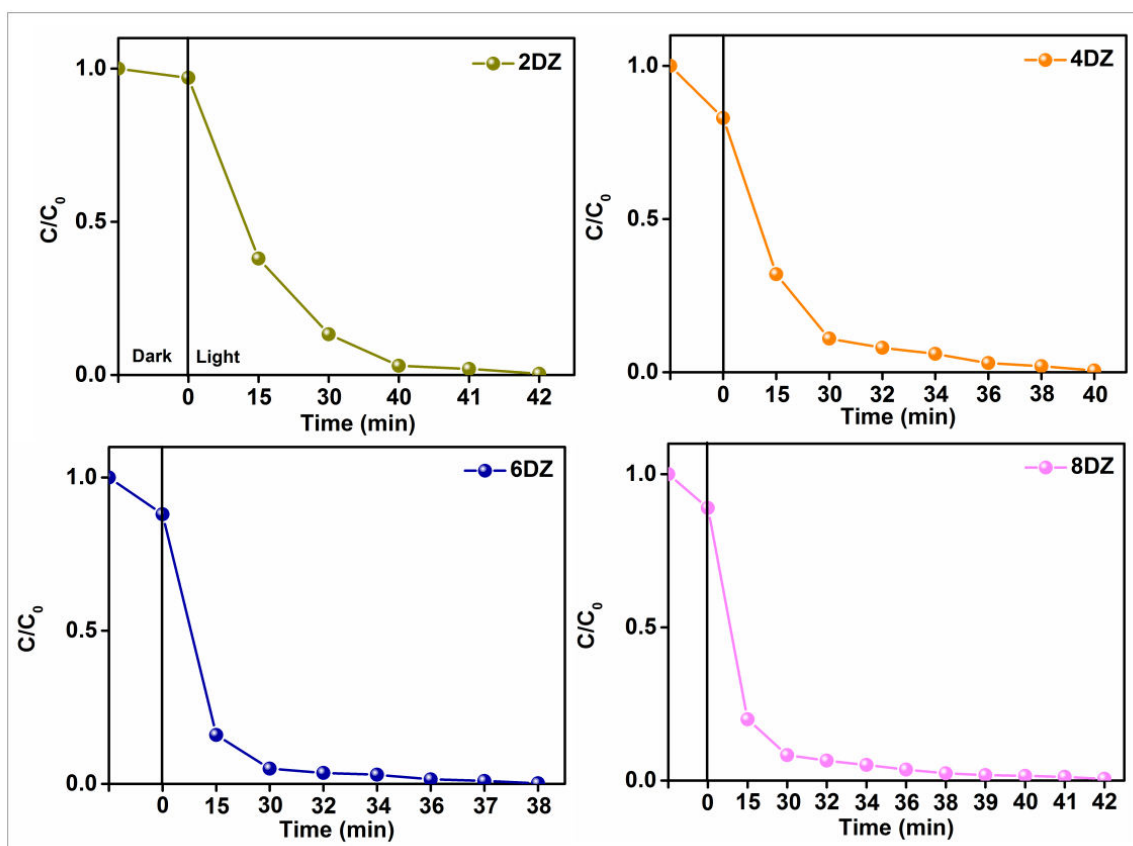 2DZ
1.0
0.5
0.0
C/C₀
Dark
Light
0 15 30 40 41 42
Time (min)
4DZ
1.0
0.5
0.0
C/C₀
0 15 30 32 34 36 38 40
Time (min)
6DZ
1.0
0.5
0.0
C/C₀
0 15 30 32 34 36 37 38
Time (min)
8DZ
1.0
0.5
0.0
C/C₀
0 15 30 32 34 36 38 39 40 41 42
Time (min)